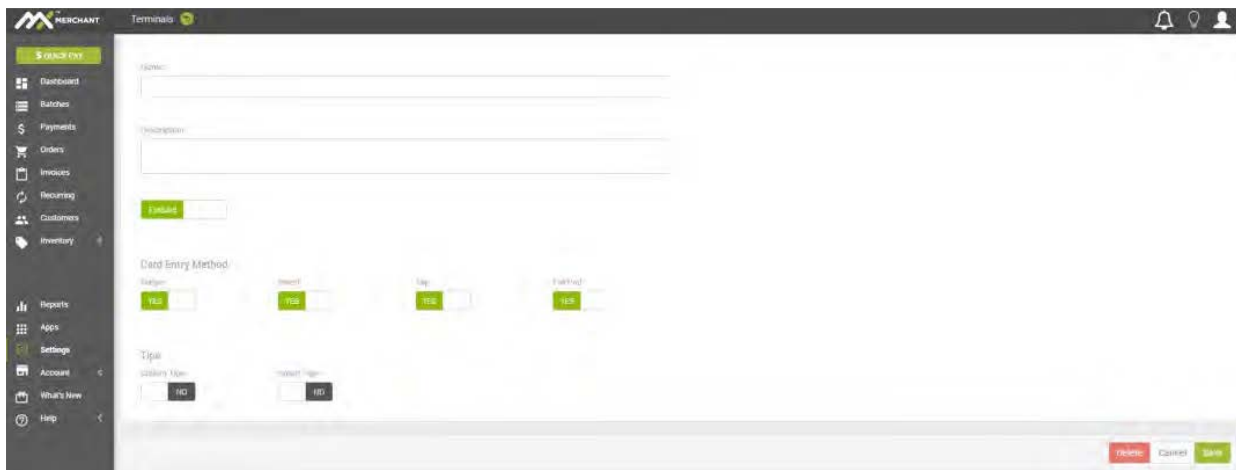 MX MERCHANT
Terminals
$ QUICK PAY
Dashboard
Batches
Payments
Orders
Invoices
Recurring
Customers
Inventory
Reports
Apps
Settings
Account
What's New
Help
Name
Description
Enabled
Card Entry Method
Swipe Insert Tap
YES YES YES YES
Tips
NO NO
Delete Cancel Save